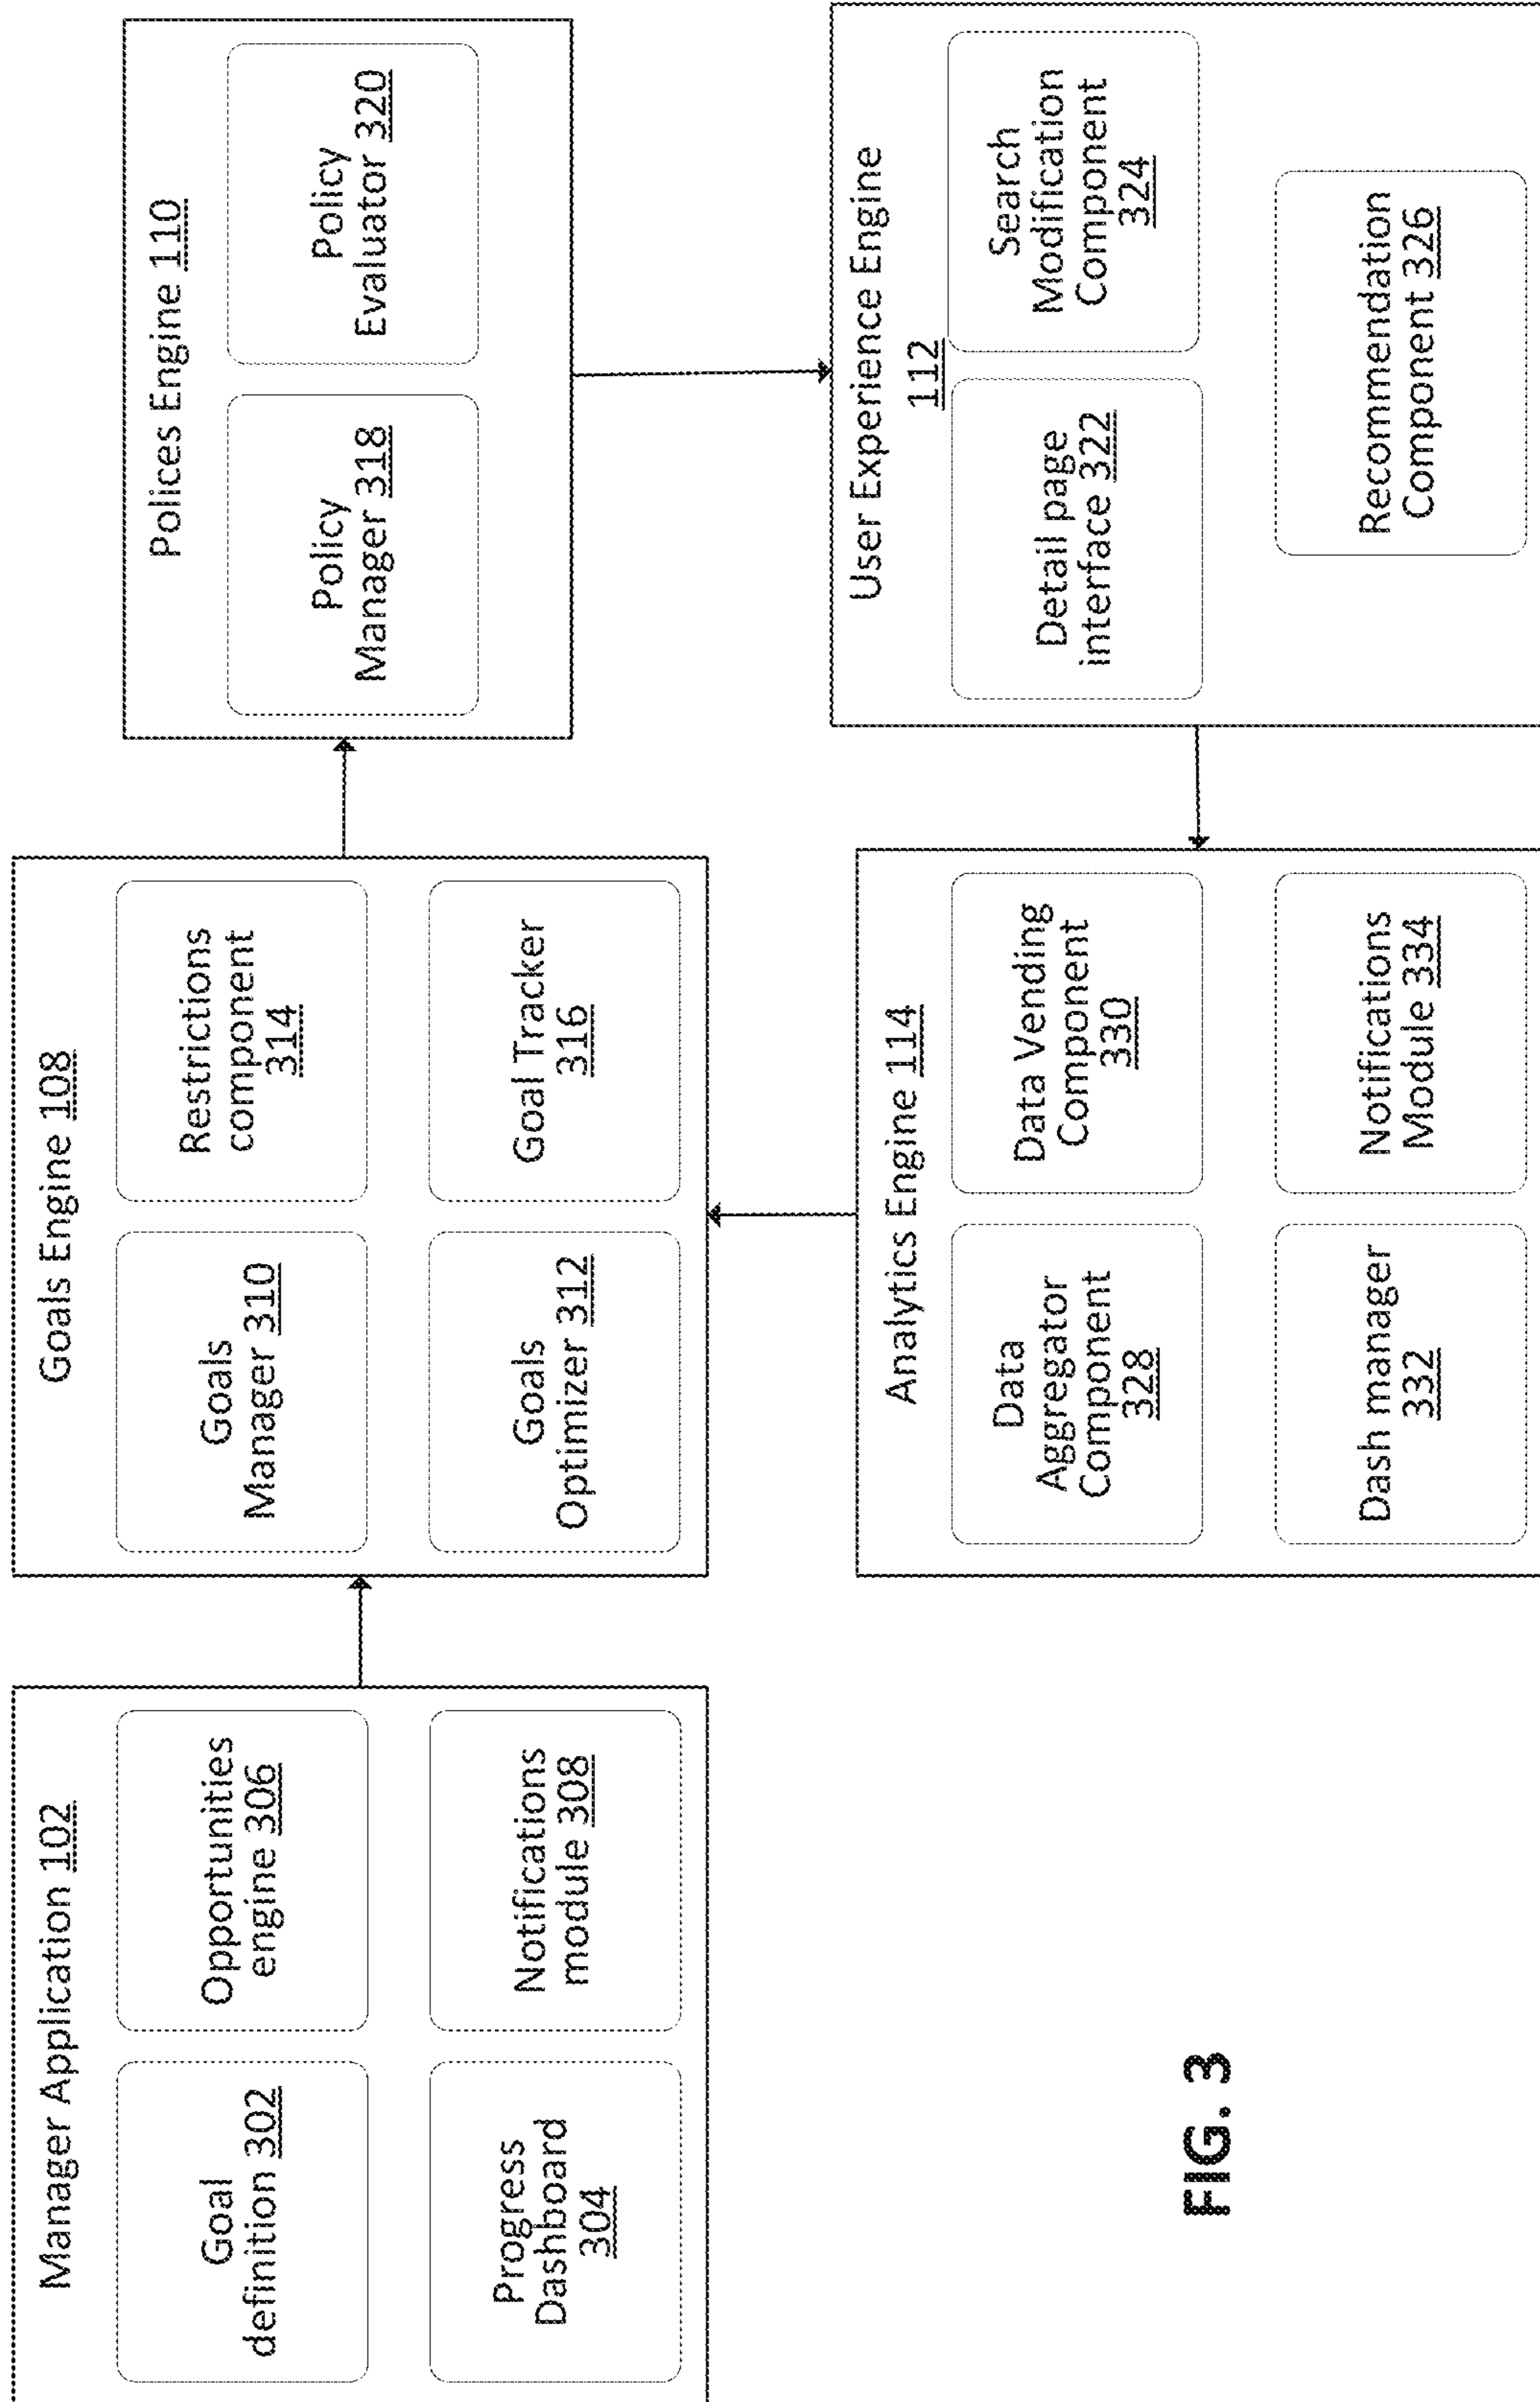 Manager Application 102
Goal
definition 302
Opportunities
engine 306
Progress
Dashboard
304
Notifications
module 308
Goals Engine 108
Goals
Manager 310
Restrictions
component
314
Goals
Optimizer 312
Goal Tracker
316
Polices Engine 110
Policy
Manager 318
Policy
Evaluator 320
Analytics Engine 114
Data
Aggregator
Component
328
Data Vending
Component
330
Dash manager
332
Notifications
Module 334
User Experience Engine
112
Detail page
interface 322
Search
Modification
Component
324
Recommendation
Component 326
FIG. 3